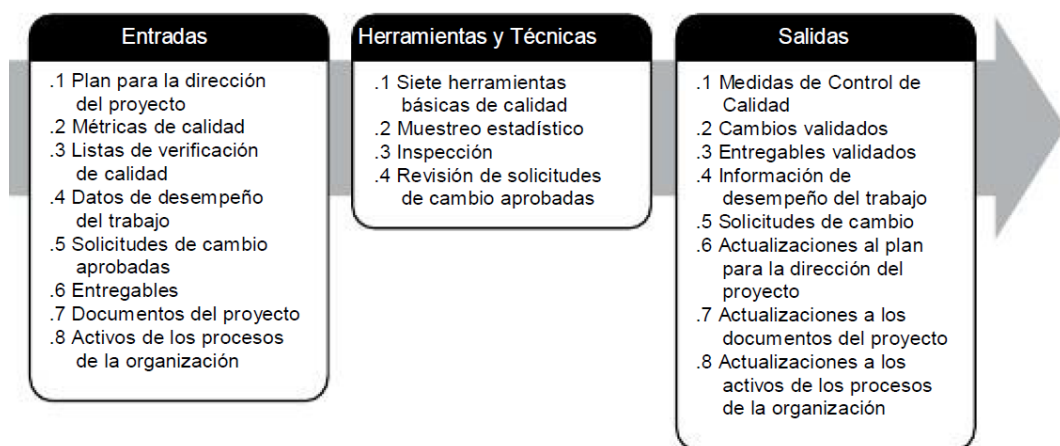 Entradas
.1 Plan para la dirección
del proyecto
.2 Métricas de calidad
.3 Listas de verificación
de calidad
.4 Datos de desempeño
del trabajo
.5 Solicitudes de cambio
aprobadas
.6 Entregables
.7 Documentos del proyecto
.8 Activos de los procesos
de la organización
Herramientas y Técnicas
.1 Siete herramientas
básicas de calidad
.2 Muestreo estadístico
.3 Inspección
.4 Revisión de solicitudes
de cambio aprobadas
Salidas
.1 Medidas de Control de
Calidad
.2 Cambios validados
.3 Entregables validados
.4 Información de
desempeño del trabajo
.5 Solicitudes de cambio
.6 Actualizaciones al plan
para la dirección del
proyecto
.7 Actualizaciones a los
documentos del proyecto
.8 Actualizaciones a los
activos de los procesos
de la organización